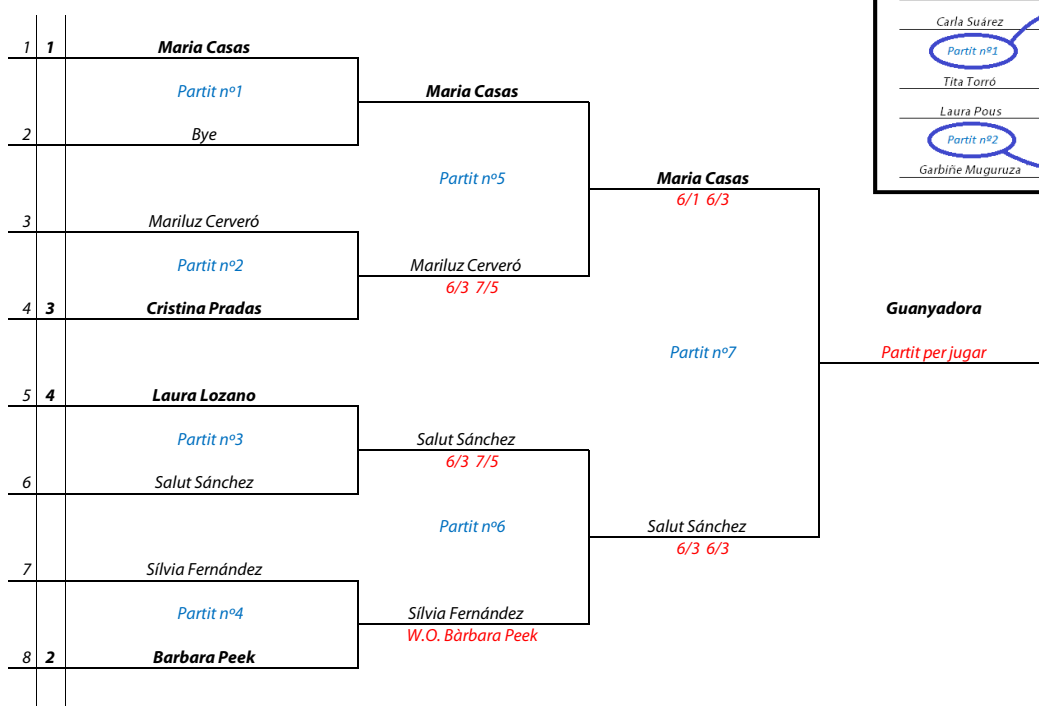 Carla Suárez
Partit nº1
Tita Torró
Laura Pous
Partit nº2
Garbiñe Muguruza
1 1 Maria Casas
Partit nº1
Maria Casas
2 Bye
Partit nº5
Maria Casas
6/1 6/3
3 Mariluz Cerveró
Partit nº2
Mariluz Cerveró
6/3 7/5
4 3 Cristina Pradas
Guanyadora
Partit nº7
Partit per jugar
5 4 Laura Lozano
Partit nº3
Salut Sánchez
6/3 7/5
6 Salut Sánchez
Partit nº6
Salut Sánchez
6/3 6/3
7 Sílvia Fernández
Partit nº4
Sílvia Fernández
W.O. Bàrbara Peek
8 2 Barbara Peek